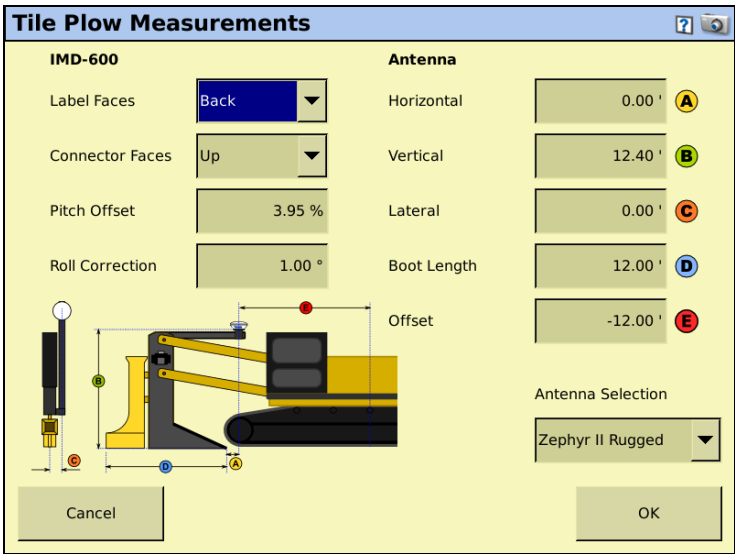 Tile Plow Measurements
?
IMD-600
Label Faces Back
Connector Faces Up
Pitch Offset 3.95 %
Roll Correction 1.00 °
Antenna
Horizontal 0.00 ' A
Vertical 12.40 ' B
Lateral 0.00 ' C
Boot Length 12.00 ' D
Offset -12.00 ' E
E
B
C
D
A
Antenna Selection
Zephyr II Rugged
Cancel
OK